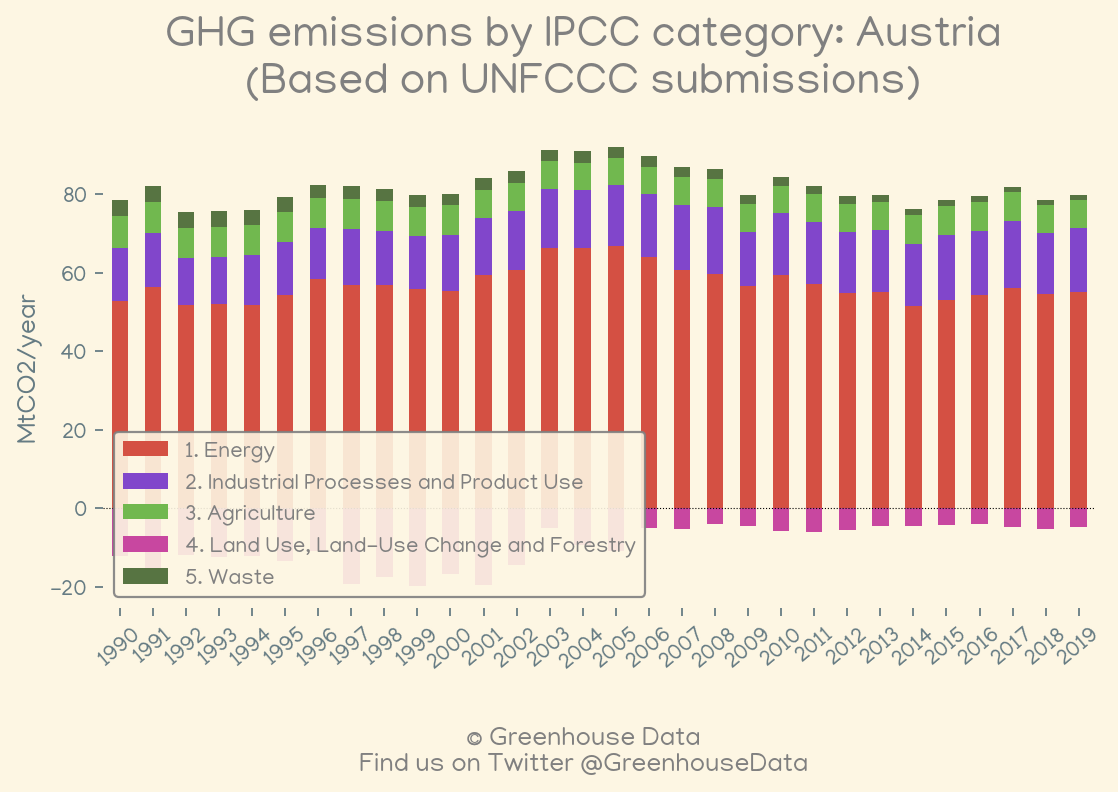 GHG emissions by IPCC category: Austria
(Based on UNFCCC submissions)
MtCO2/year
80
60
40
20
0
−20
1. Energy
2. Industrial Processes and Product Use
3. Agriculture
4. Land Use, Land-Use Change and Forestry
5. Waste
1990 1991 1992 1993 1994 1995 1996 1997 1998 1999 2000 2001 2002 2003 2004 2005 2006 2007 2008 2009 2010 2011 2012 2013 2014 2015 2016 2017 2018 2019
© Greenhouse Data
Find us on Twitter @GreenhouseData